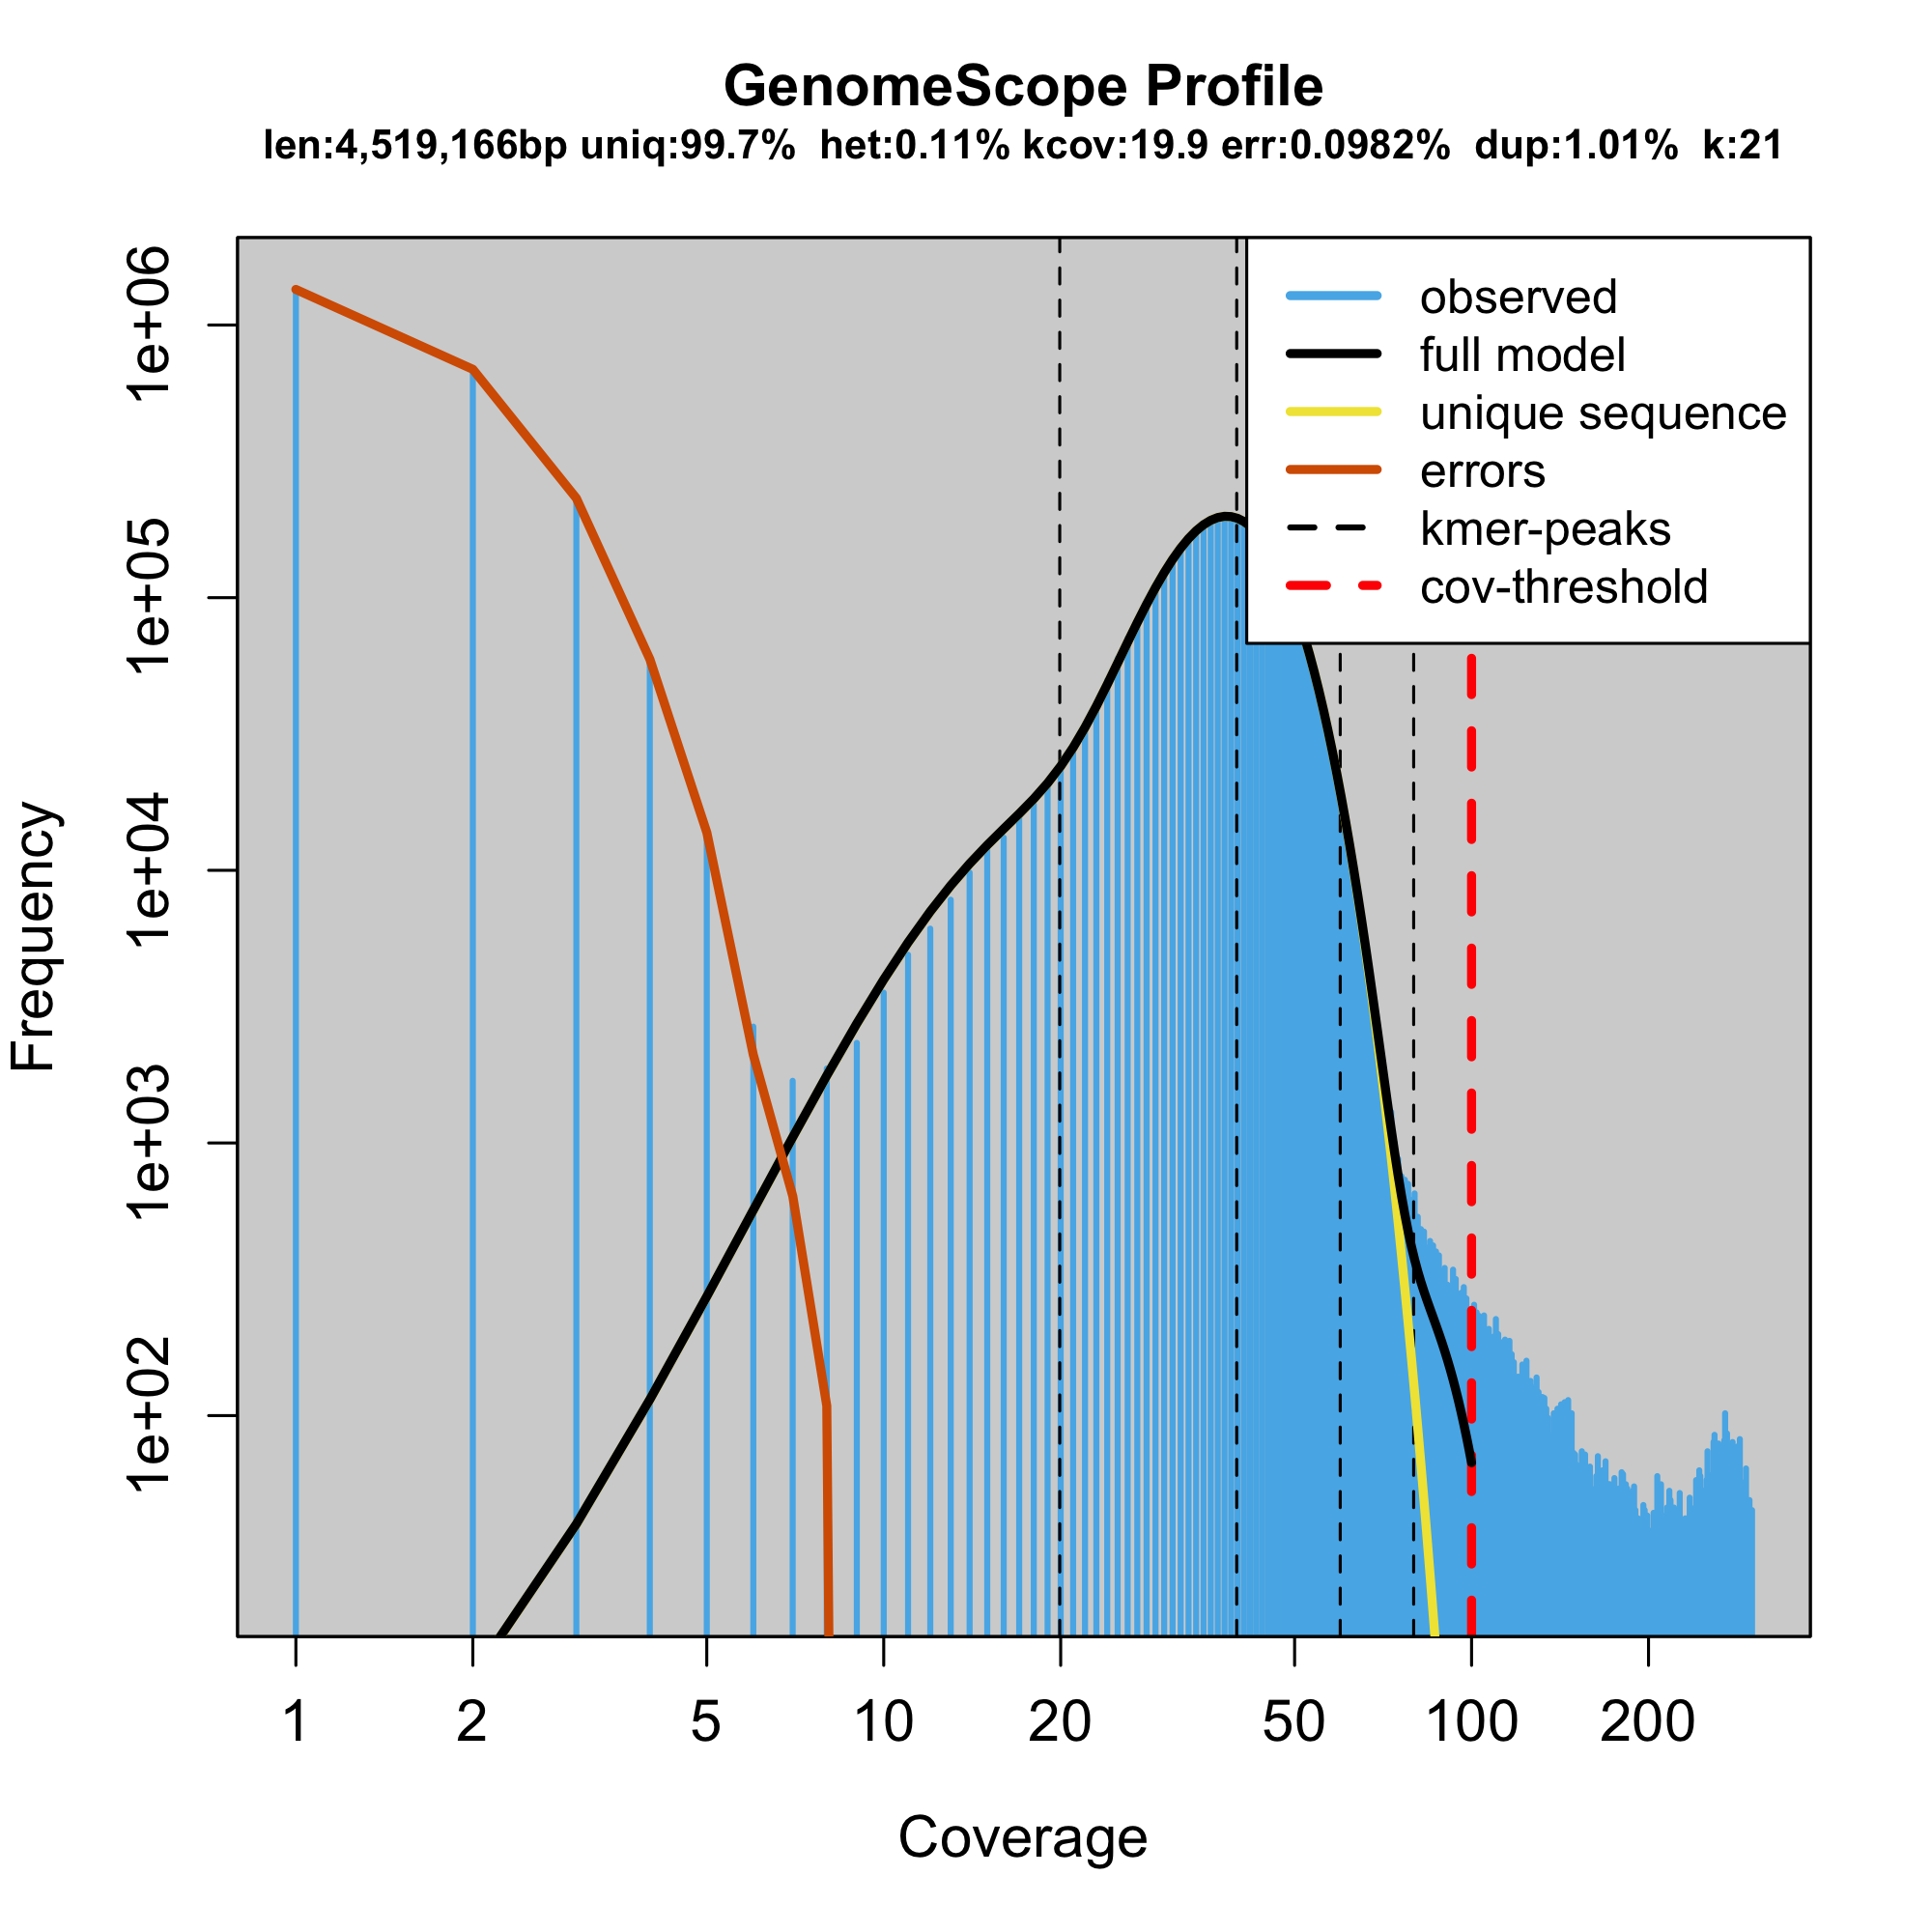 GenomeScope Profile
len:4,519,166bp uniq:99.7% het:0.11% kcov:19.9 err:0.0982% dup:1.01% k:21
observed
full model
unique sequence
errors
kmer-peaks
cov-threshold
Frequency
1e+06
1e+05
1e+04
1e+03
1e+02
1 2 5 10 20 50 100 200
Coverage